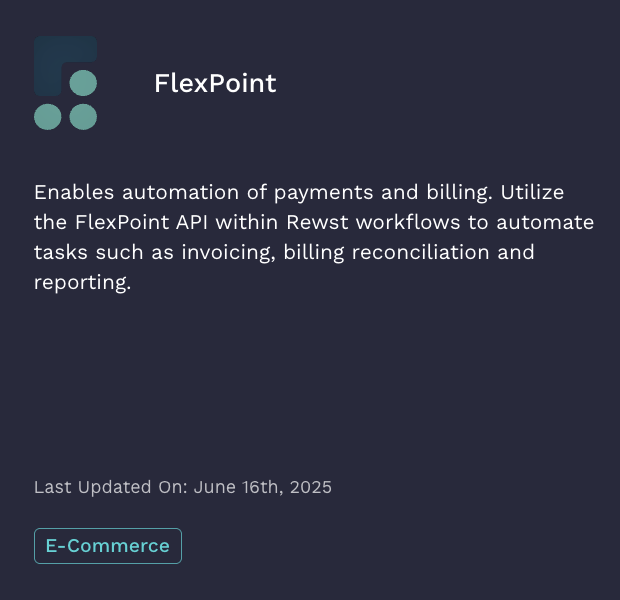 FlexPoint
Enables automation of payments and billing. Utilize
the FlexPoint API within Rewst workflows to automate
tasks such as invoicing, billing reconciliation and
reporting.
Last Updated On: June 16th, 2025
E-Commerce